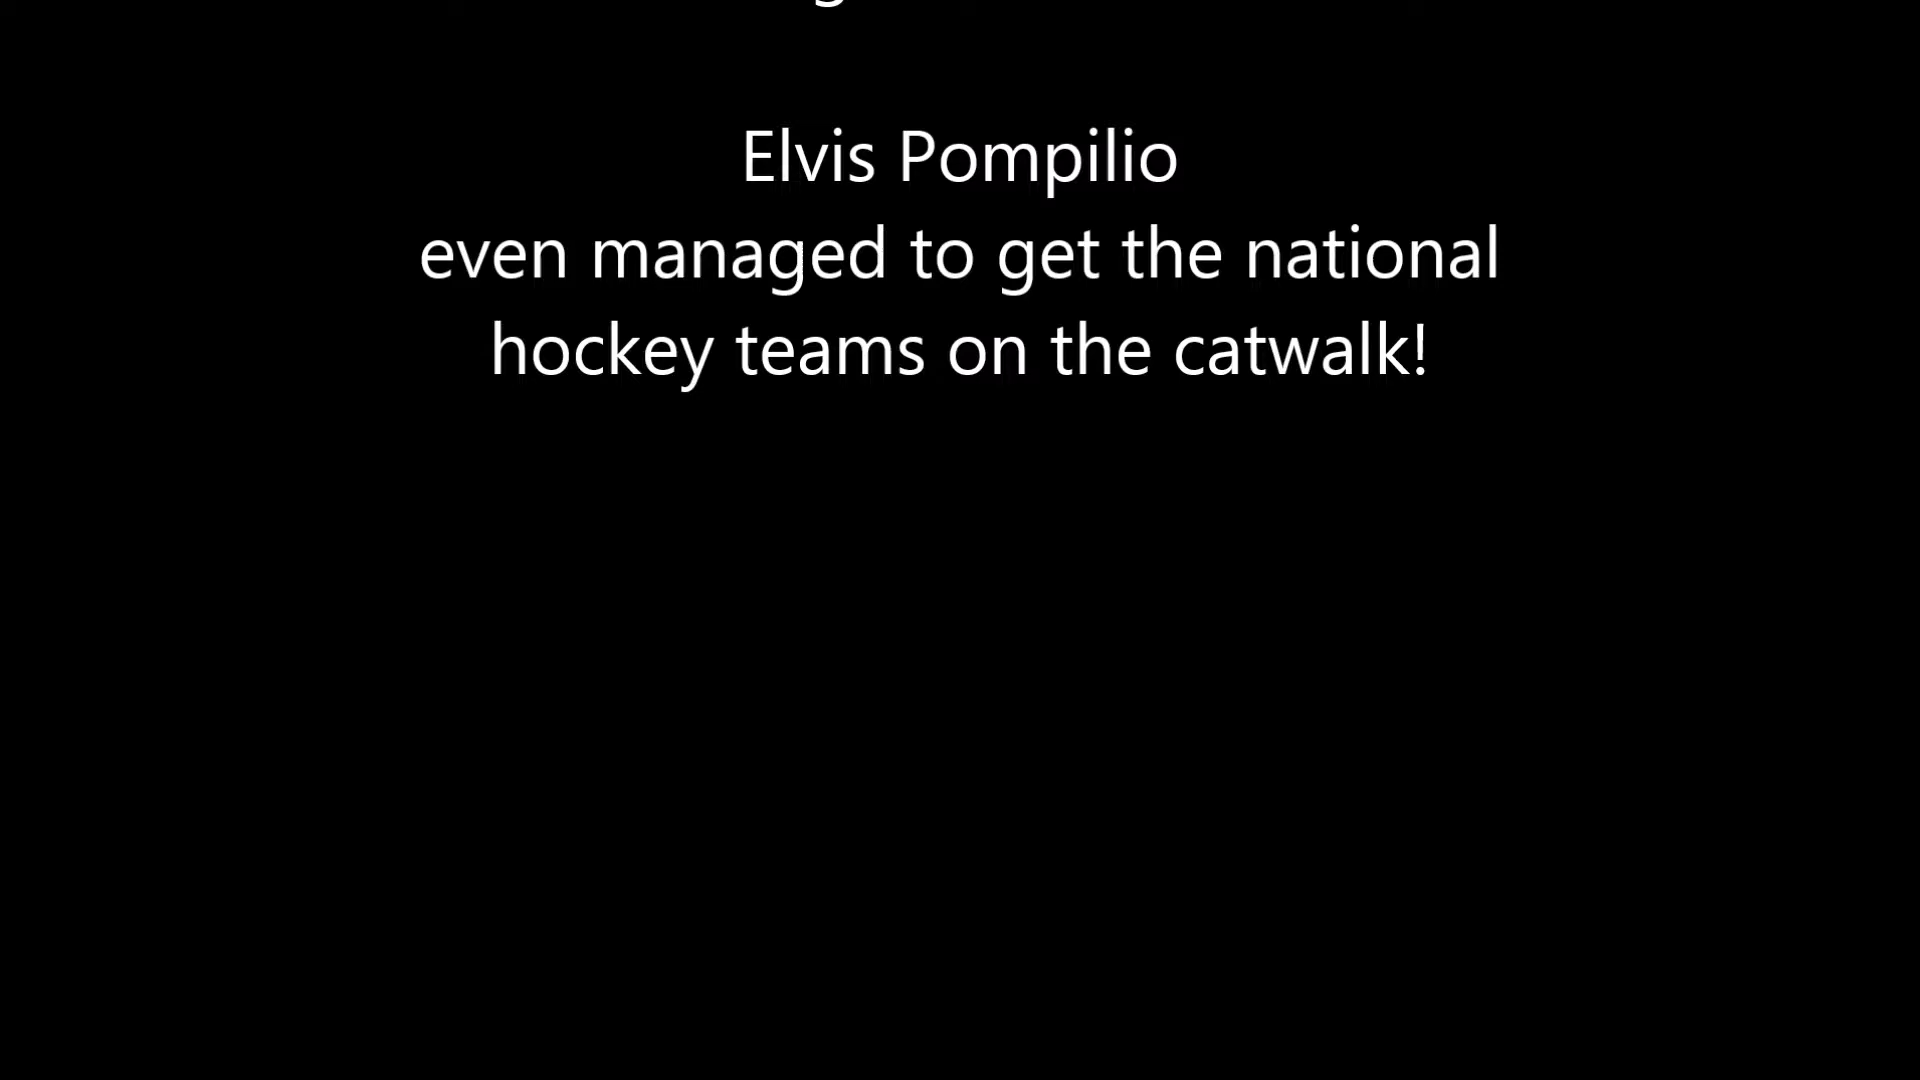 Elvis Pompilio
even managed to get the national
hockey teams on the catwalk!